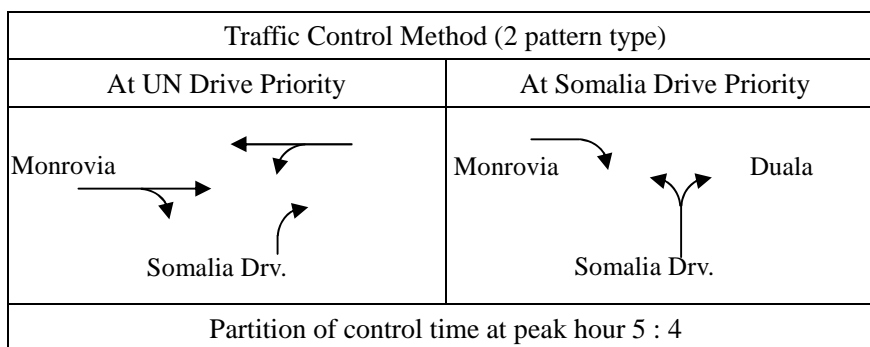 Traffic Control Method (2 pattern type)
At UN Drive Priority
At Somalia Drive Priority
Monrovia
Somalia Drv.
Monrovia
Duala
Somalia Drv.
Partition of control time at peak hour 5 : 4